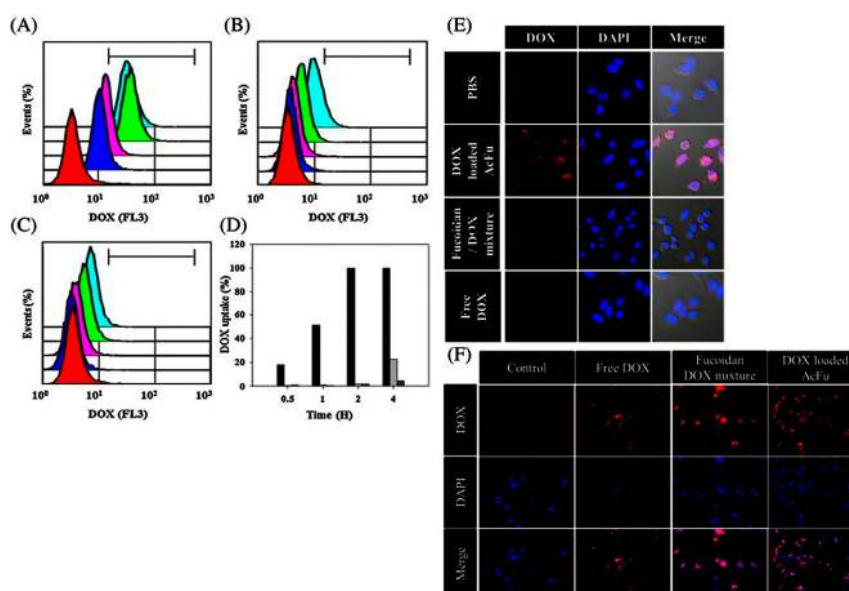 (A)
Events (%)
10⁰ 10¹ 10² 10³
DOX (FL3)
(B)
Events (%)
10⁰ 10¹ 10² 10³
DOX (FL3)
(C)
Events (%)
10⁰ 10¹ 10² 10³
DOX (FL3)
(D)
DOX uptake (%)
120
100
80
60
40
20
0
0.5 1 2 4
Time (H)
(E)
DOX DAPI Merge
PBS
DOX
loaded
AcFu
Fucoidan
/ DOX
mixture
Free
DOX
(F)
Control Free DOX Fucoidan
DOX mixture DOX loaded
AcFu
DOX
DAPI
Merge